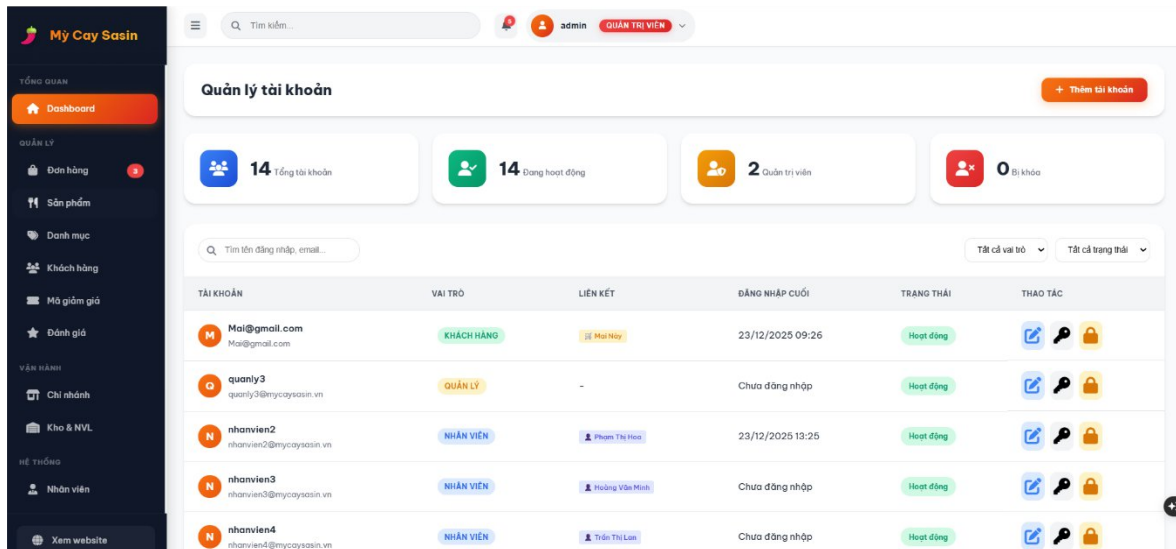 Mỳ Cay Sasin
Tìm kiếm...
admin QUẢN TRỊ VIÊN
TỔNG QUAN
Dashboard
QUẢN LÝ
Đơn hàng 3
Sản phẩm
Danh mục
Khách hàng
Mã giảm giá
Đánh giá
VẬN HÀNH
Chi nhánh
Kho & NVL
HỆ THỐNG
Nhân viên
Xem website
Quản lý tài khoản
+ Thêm tài khoản
14 Tổng tài khoản
14 Đang hoạt động
2 Quản trị viên
0 Bị khóa
Tìm tên đăng nhập, email...
Tất cả vai trò
Tất cả trạng thái
TÀI KHOẢN VAI TRÒ LIÊN KẾT ĐĂNG NHẬP CUỐI TRẠNG THÁI THAO TÁC
Mai@gmail.com KHÁCH HÀNG Mai Này 23/12/2025 09:26 Hoạt động
M
Mai@gmail.com
quanly3 QUẢN LÝ - Chưa đăng nhập Hoạt động
Q
quanly3@mycaysasin.vn
nhanvien2 NHÂN VIÊN Phạm Thị Hoa 23/12/2025 13:25 Hoạt động
N
nhanvien2@mycaysasin.vn
nhanvien3 NHÂN VIÊN Hoàng Văn Minh Chưa đăng nhập Hoạt động
N
nhanvien3@mycaysasin.vn
nhanvien4 NHÂN VIÊN Trần Thị Lan Chưa đăng nhập Hoạt động
N
nhanvien4@mycaysasin.vn